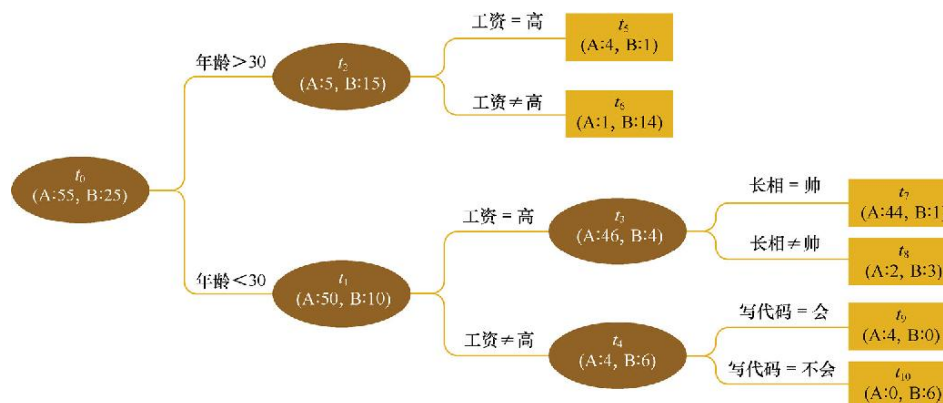 工资 = 高
t₅
(A:4, B:1)
年龄>30
t₂
(A:5, B:15)
工资≠高
t₆
(A:1, B:14)
t₀
(A:55, B:25)
长相 = 帅
t₇
(A:44, B:1)
工资 = 高
t₃
(A:46, B:4)
长相≠帅
t₈
(A:2, B:3)
年龄<30
t₁
(A:50, B:10)
写代码 = 会
t₉
(A:4, B:0)
工资≠高
t₄
(A:4, B:6)
写代码 = 不会
t₁₀
(A:0, B:6)